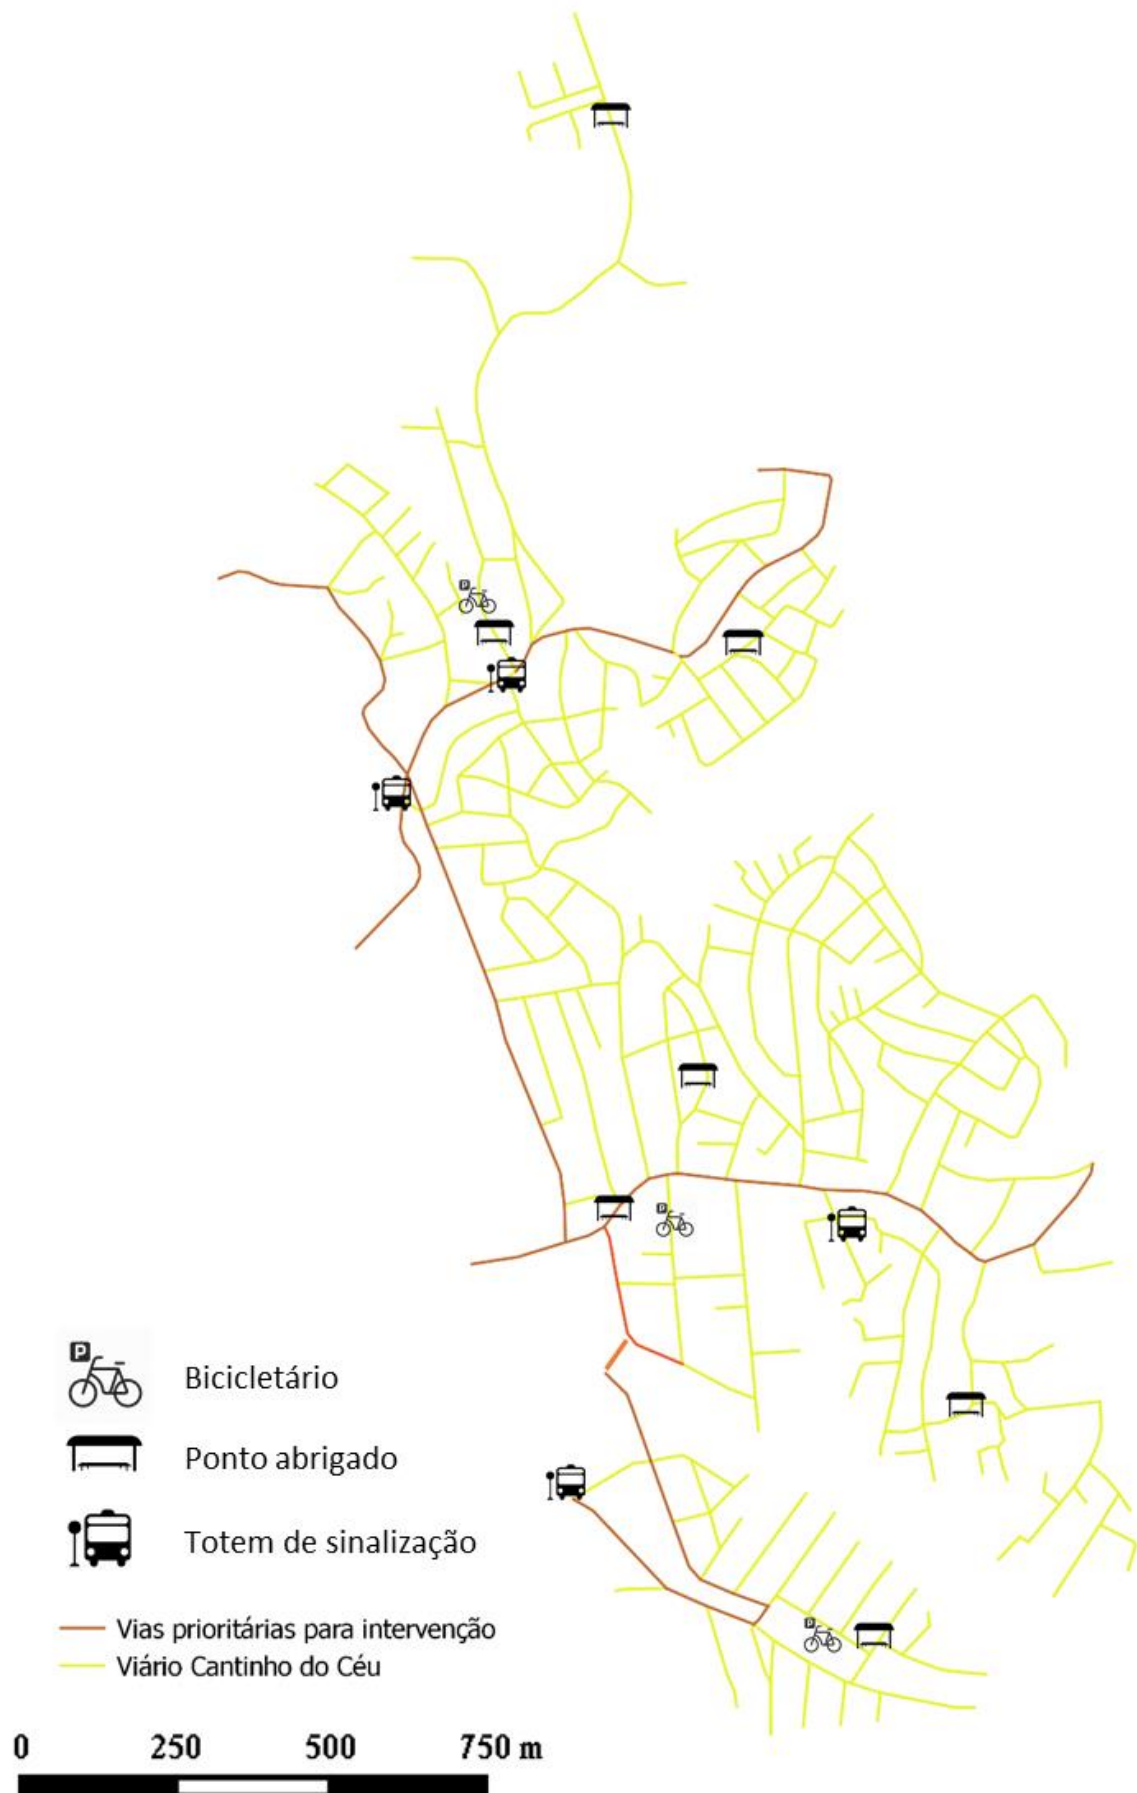 P
P
P
P
Bicicletário
Ponto abrigado
Totem de sinalização
Vias prioritárias para intervenção
Viário Cantinho do Céu
0 250 500 750 m